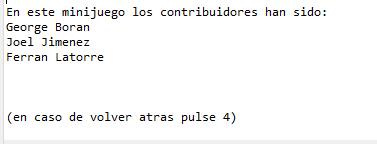 En este minijuego los contribuidores han sido:
George Boran
Joel Jimenez
Ferran Latorre
(en caso de volver atras pulse 4)